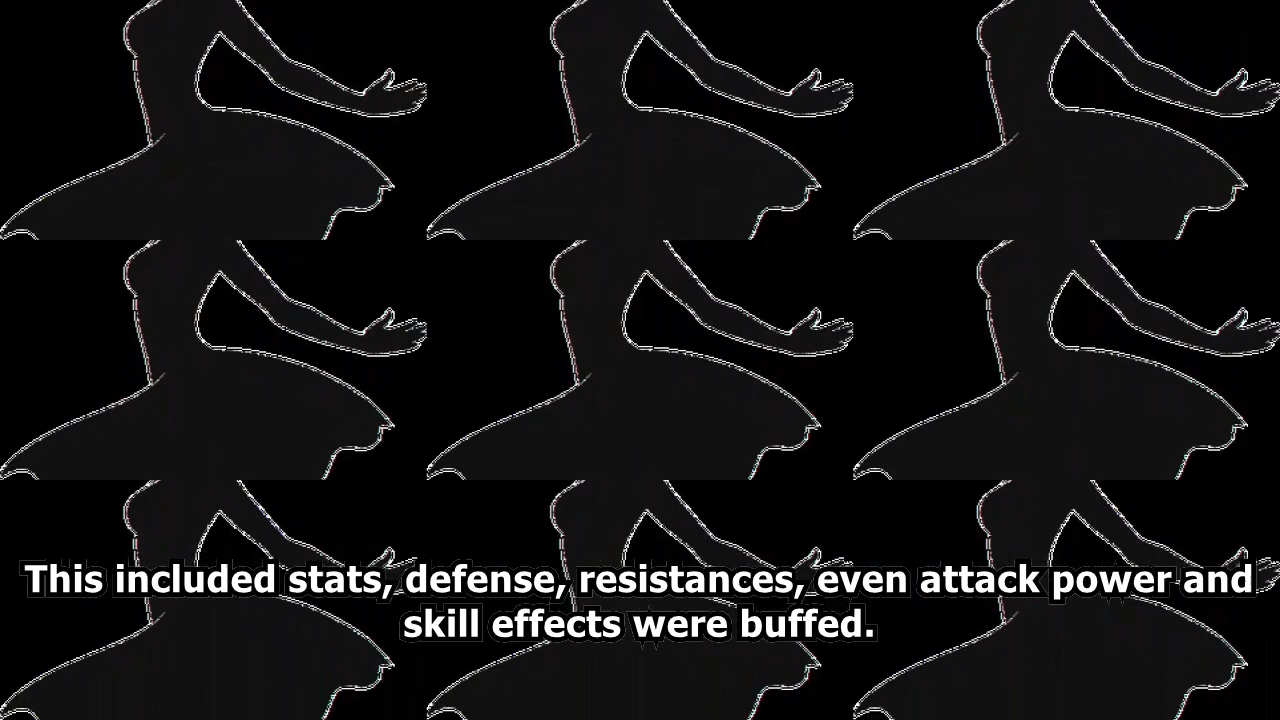 This included stats, defense, resistances, even attack power and
skill effects were buffed.